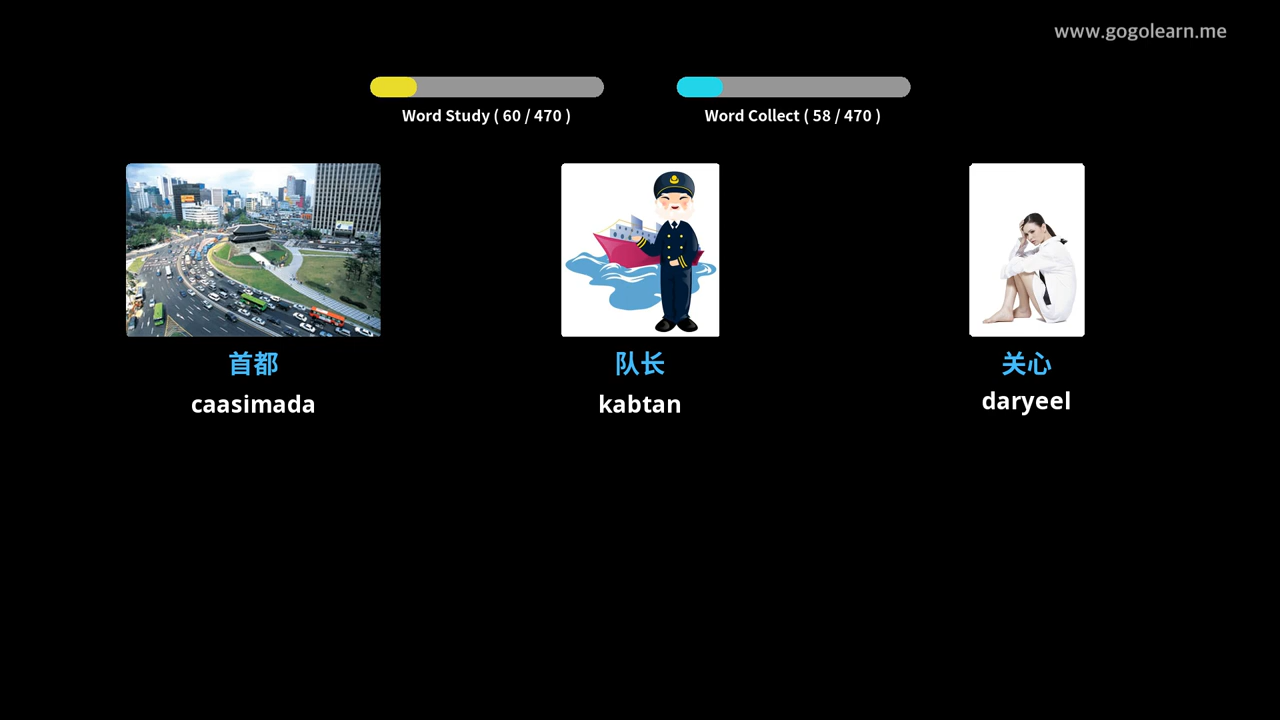 www.gogolearn.me
Word Study ( 60 / 470 )
Word Collect ( 58 / 470 )
首都
队长
关心
caasimada
kabtan
daryeel